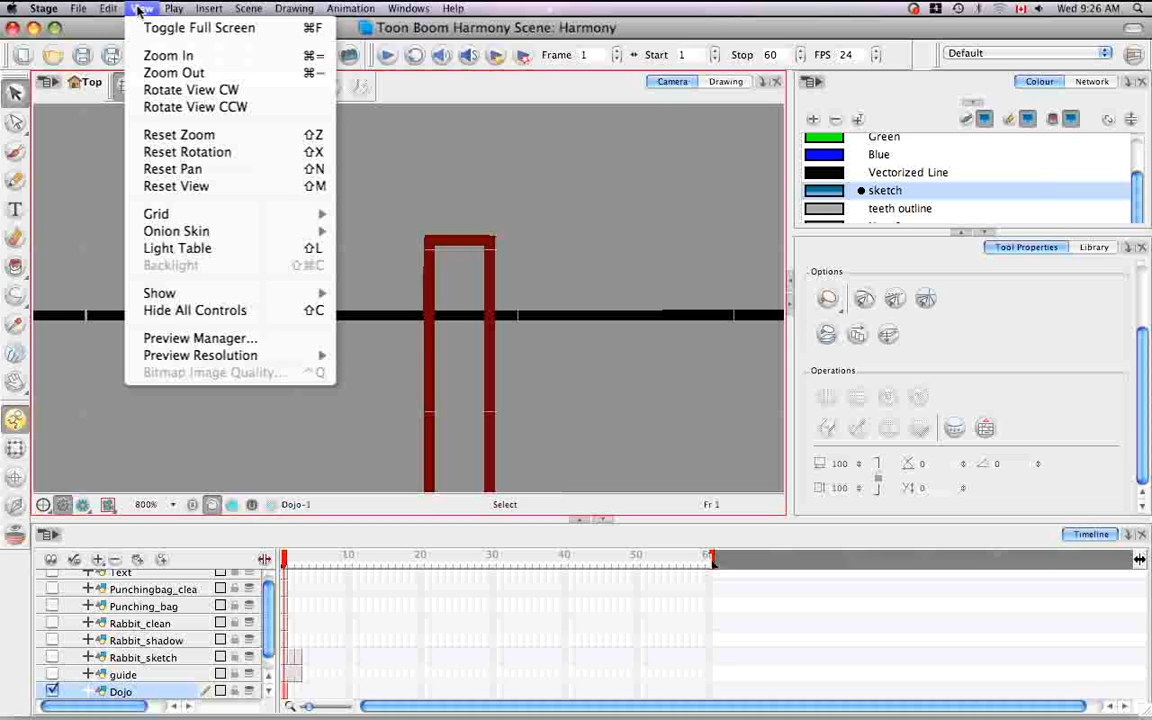 Stage File Edit View Play Insert Scene Drawing Animation Windows Help Wed 9:26 AM
Toon Boom Harmony Scene: Harmony
Frame 1 Start 1 Stop 60 FPS 24 Default
Top Camera Drawing Colour Network
Toggle Full Screen ⌘F
Zoom In ⌘=
Zoom Out ⌘−
Rotate View CW
Rotate View CCW
Reset Zoom ⇧Z
Reset Rotation ⇧X
Reset Pan ⇧N
Reset View ⇧M
Grid
Onion Skin
Light Table ⇧L
Backlight ⇧⌘C
Show
Hide All Controls ⇧C
Preview Manager...
Preview Resolution
Bitmap Image Quality... ^Q
Green
Blue
Vectorized Line
sketch
teeth outline
Tool Properties Library
Options
Operations
100 0 0
100 0
800% Dojo-1 Select Fr 1
Timeline
10 20 30 40 50 60
Text
Punchingbag_clea
Punching_bag
Rabbit_clean
Rabbit_shadow
Rabbit_sketch
guide
Dojo